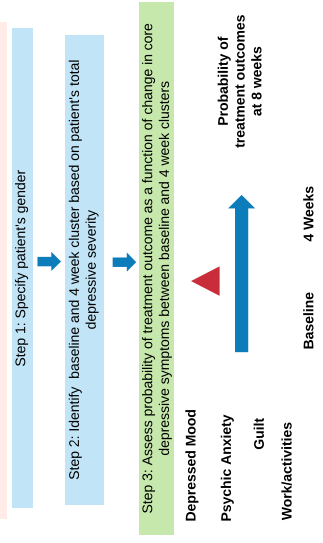 Step 1: Specify patient's gender
Step 2: Identify baseline and 4 week cluster based on patient's total
depressive severity
Step 3: Assess probability of treatment outcome as a function of change in core
depressive symptoms between baseline and 4 week clusters
Depressed Mood
Psychic Anxiety
Guilt
Work/activities
Probability of
treatment outcomes
at 8 weeks
Baseline
4 Weeks